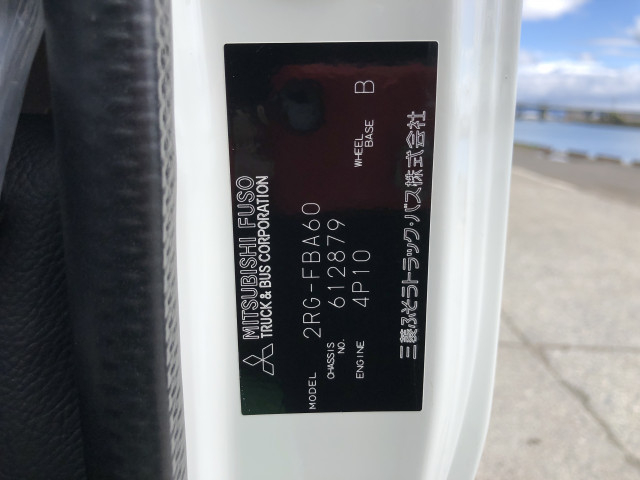 MITSUBISHI FUSO
TRUCK & BUS CORPORATION
MODEL 2RG-FBA60
CHASSIS NO. 612879
ENGINE 4P10 WHEEL BASE B
三菱ふそうトラック・バス株式会社